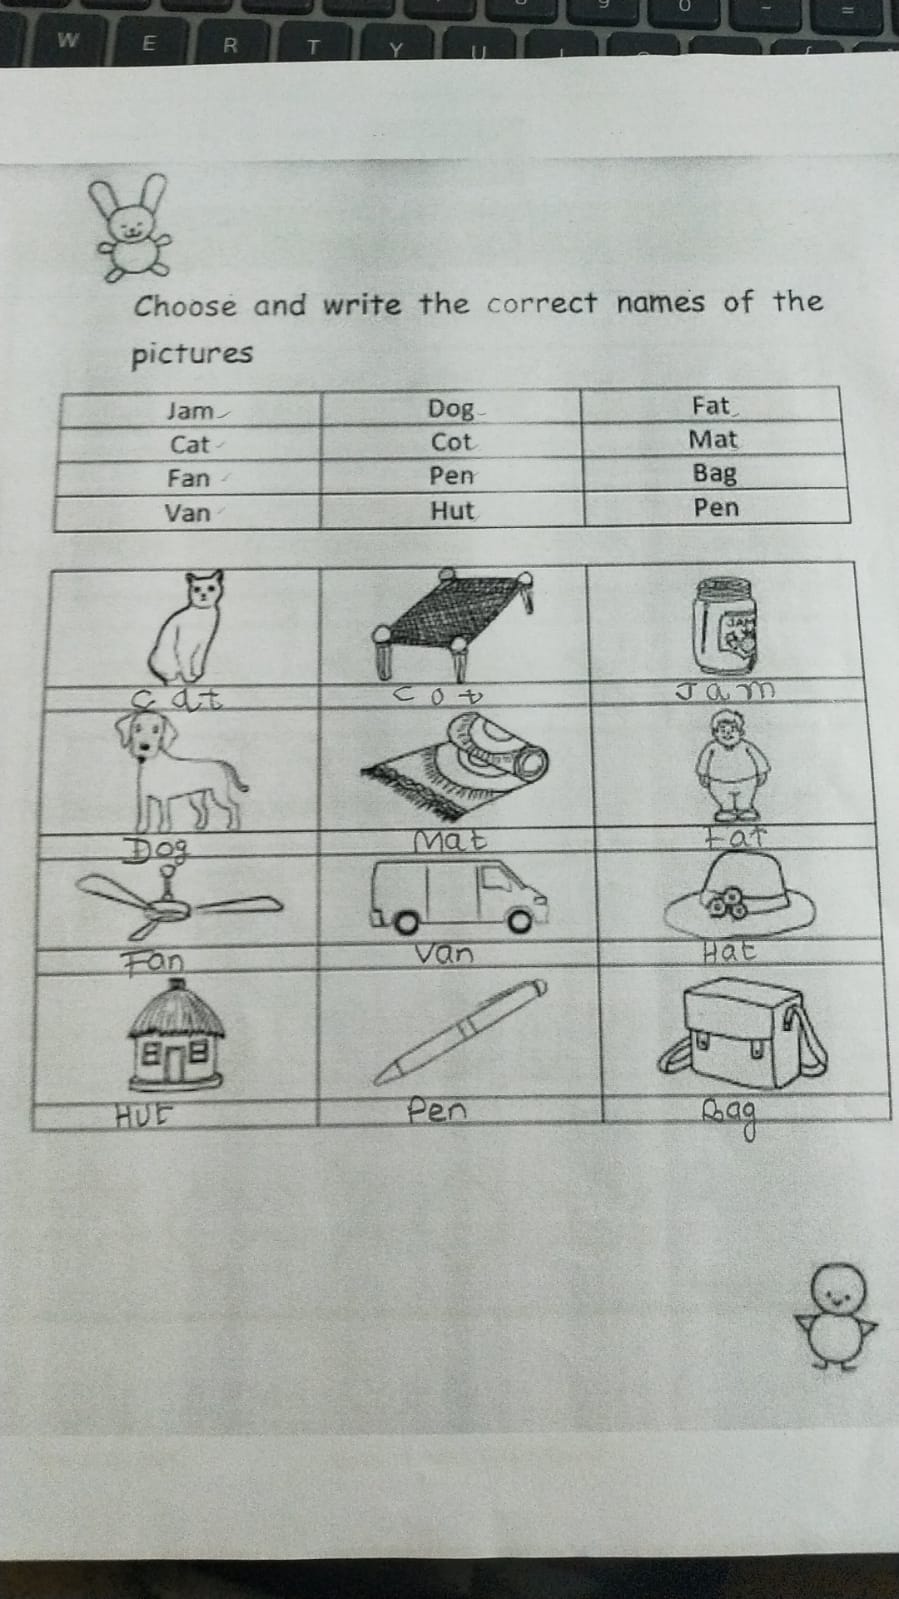 W E R T Y U
Choose and write the correct names of the
pictures
Jam Dog Fat
Cat Cot Mat
Fan Pen Bag
Van Hut Pen
JAM
Cat Cot Jam
Dog Mat Fat
Fan Van Hat
Hut Pen Bag